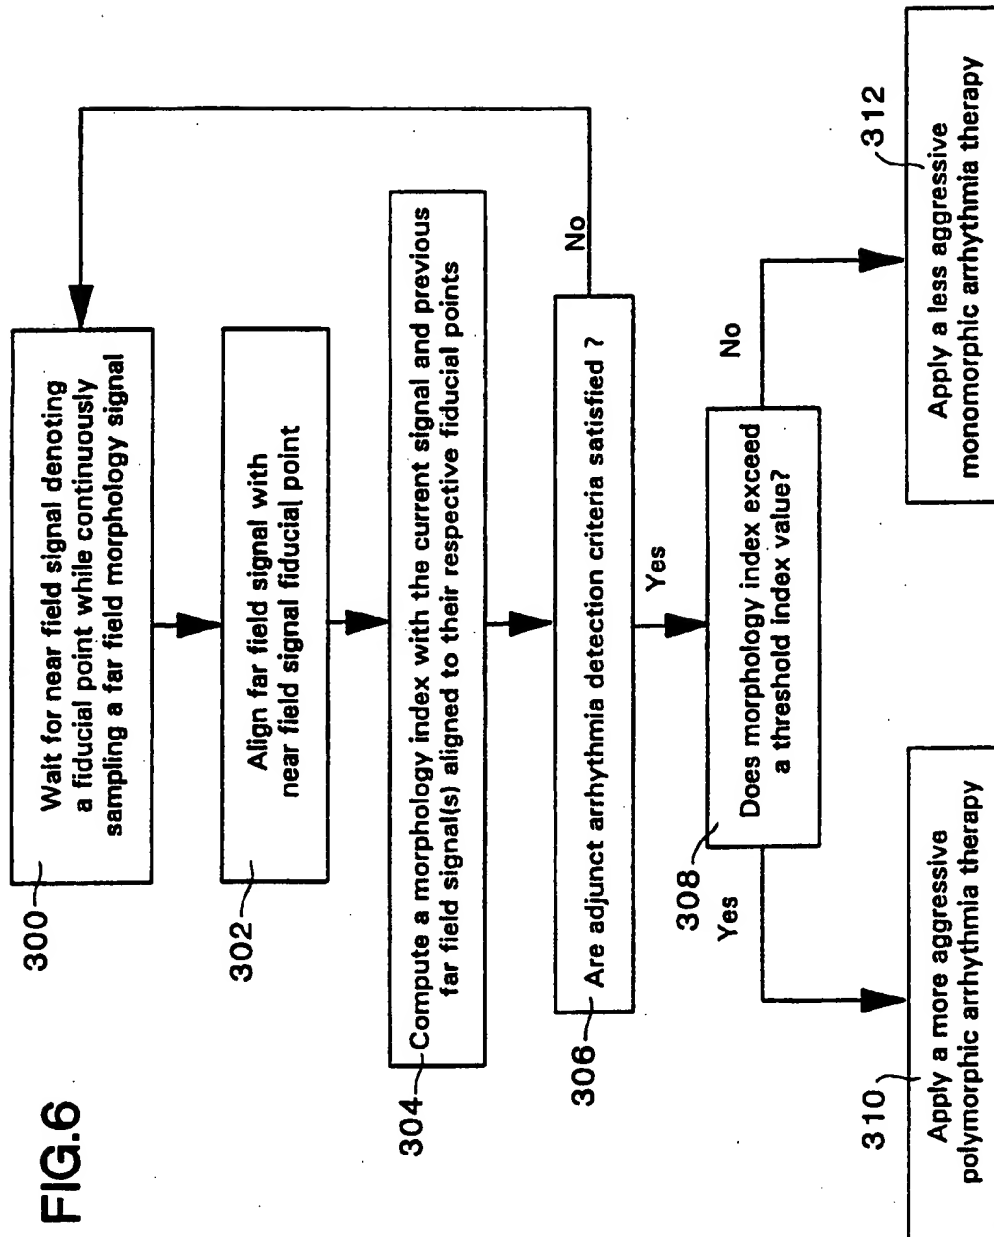 FIG.6
300
Wait for near field signal denoting
a fiducial point while continuously
sampling a far field morphology signal
302
Align far field signal with
near field signal fiducial point
304
Compute a morphology index with the current signal and previous
far field signal(s) aligned to their respective fiducial points
306
Are adjunct arrhythmia detection criteria satisfied ?
No
Yes
308
Does morphology index exceed
a threshold index value?
Yes
No
310
Apply a more aggressive
polymorphic arrhythmia therapy
312
Apply a less aggressive
monomorphic arrhythmia therapy